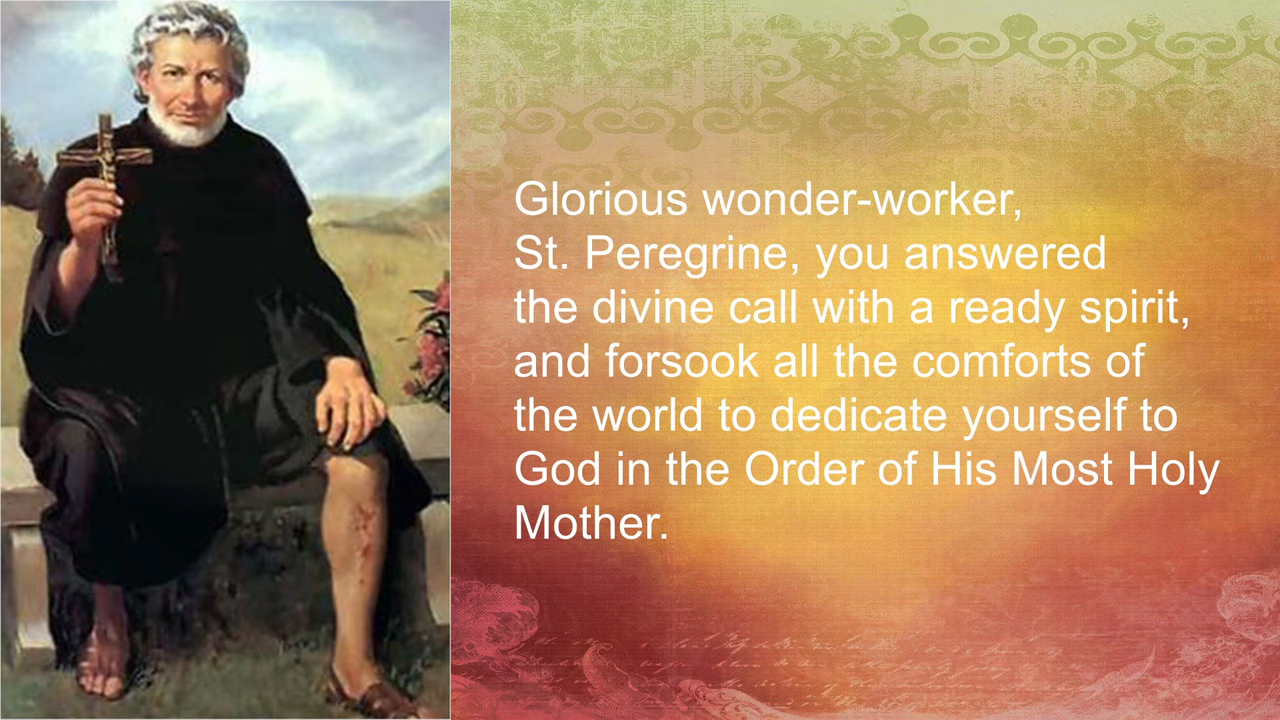 Glorious wonder-worker,
St. Peregrine, you answered
the divine call with a ready spirit,
and forsook all the comforts of
the world to dedicate yourself to
God in the Order of His Most Holy
Mother.